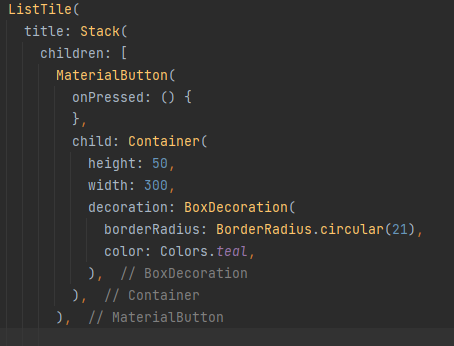 ListTile(
  title: Stack(
    children: [
      MaterialButton(
        onPressed: () {
        },
        child: Container(
          height: 50,
          width: 300,
          decoration: BoxDecoration(
            borderRadius: BorderRadius.circular(21),
            color: Colors.teal,
          ),  // BoxDecoration
        ),  // Container
      ),  // MaterialButton